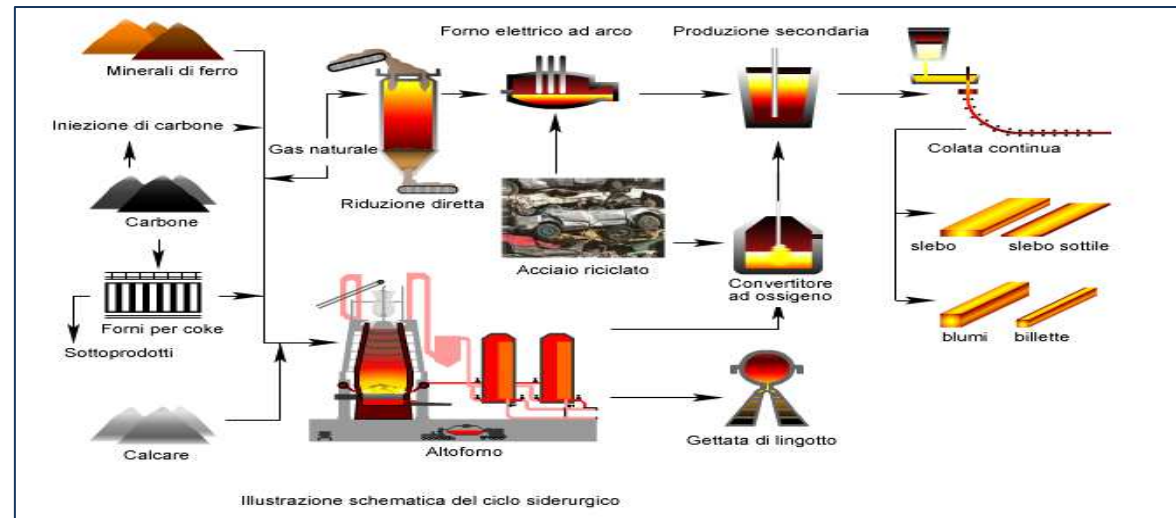 Forno elettrico ad arco
Produzione secondaria
Minerali di ferro
Iniezione di carbone
Gas naturale
Colata continua
Riduzione diretta
Carbone
slebo
slebo sottile
Acciaio riciclato
Convertitore
ad ossigeno
Forni per coke
blumi
billette
Sottoprodotti
Gettata di lingotto
Altoforno
Calcare
Illustrazione schematica del ciclo siderurgico